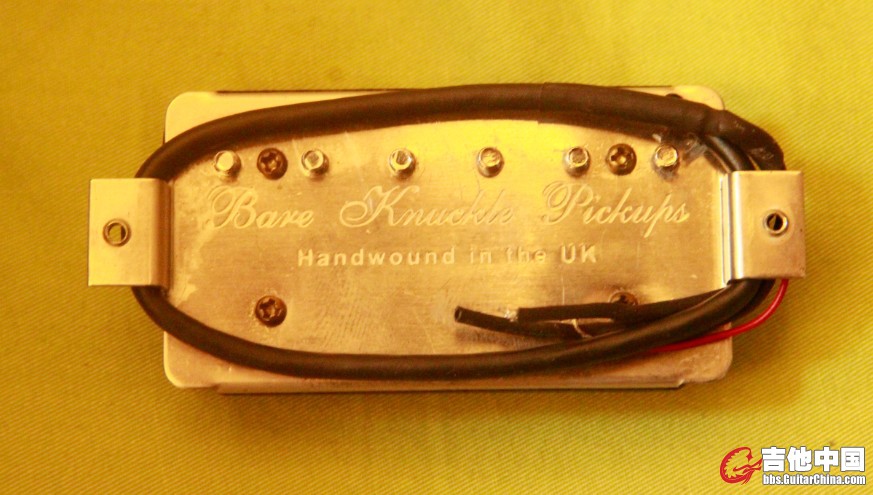 Bare Knuckle Pickups
Handwound in the UK
吉他中国
bbs.GuitarChina.com